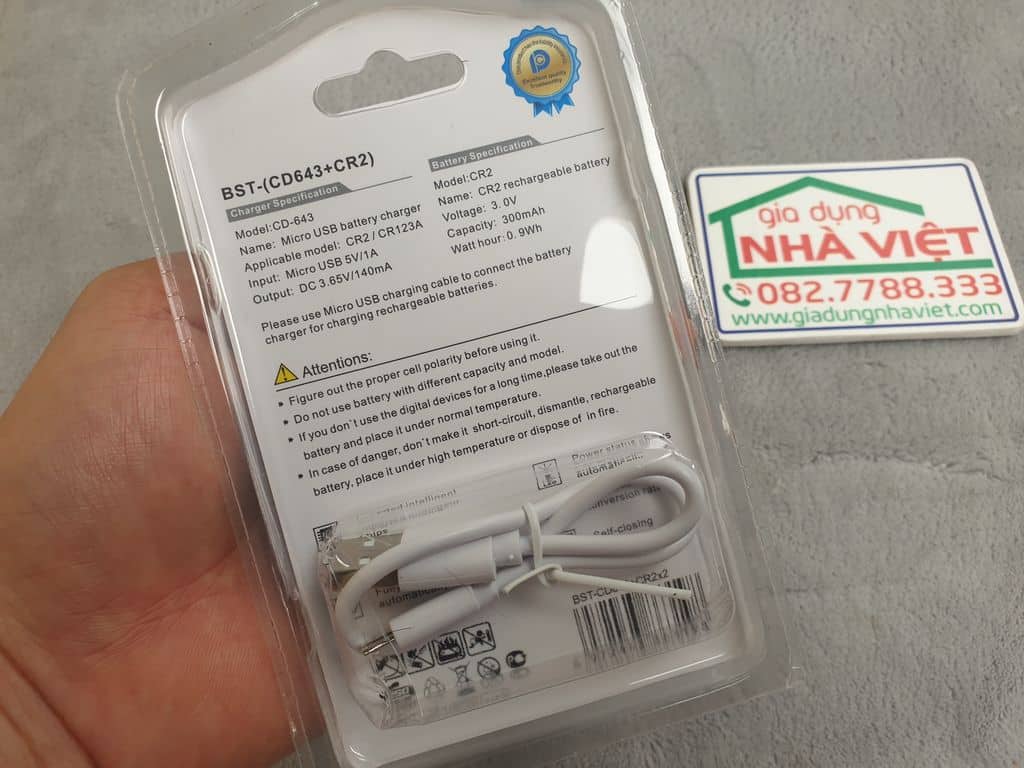 Excellent quality
trustworthy
BST-(CD643+CR2)
Charger Specification
Model:CD-643
Name: Micro USB battery charger
Applicable model: CR2 / CR123A
Input: Micro USB 5V/1A
Output: DC 3.65V/140mA
Battery Specification
Model:CR2
Name: CR2 rechargeable battery
Voltage: 3.0V
Capacity: 300mAh
Watt hour: 0.9Wh
Please use Micro USB charging cable to connect the battery
charger for charging rechargeable batteries.
Attentions:
• Figure out the proper cell polarity before using it.
• Do not use battery with different capacity and model.
• If you don't use the digital devices for a long time,please take out the
battery and place it under normal temperature.
• In case of danger, don't make it short-circuit, dismantle, rechargeable
battery, place it under high temperature or dispose of in fire.
intelligent
Power status
Self-closing
gia dụng
NHÀ VIỆT
082.7788.333
www.giadungnhaviet.com